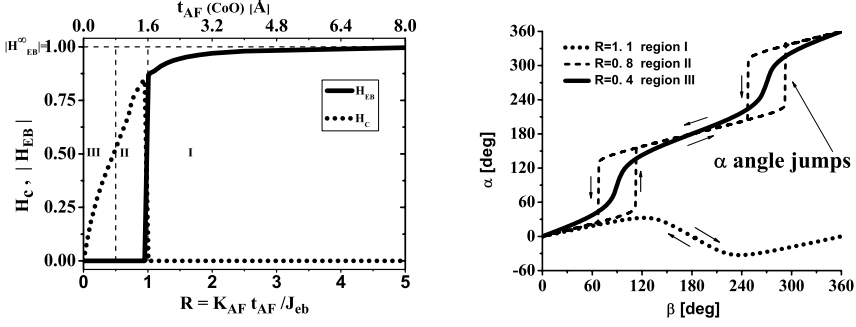 t_AF (CoO) [Å]
0.0 1.6 3.2 4.8 6.4 8.0
|H^∞_EB|=1.00
0.75
0.50
0.25
0.00
H_C , | H_EB |
H_EB
H_C
III II I
0 1 2 3 4 5
R = K_AF t_AF /J_eb
360
300
240
180
120
60
0
-60
α [deg]
R=1. 1 region I
R=0. 8 region II
R=0. 4 region III
α angle jumps
0 60 120 180 240 300 360
β [deg]